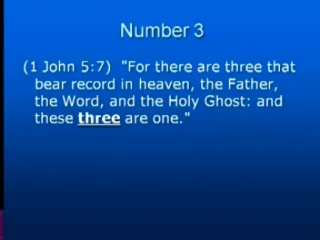 Number 3
(1 John 5:7)  "For there are three that
bear record in heaven, the Father,
the Word, and the Holy Ghost: and
these three are one."